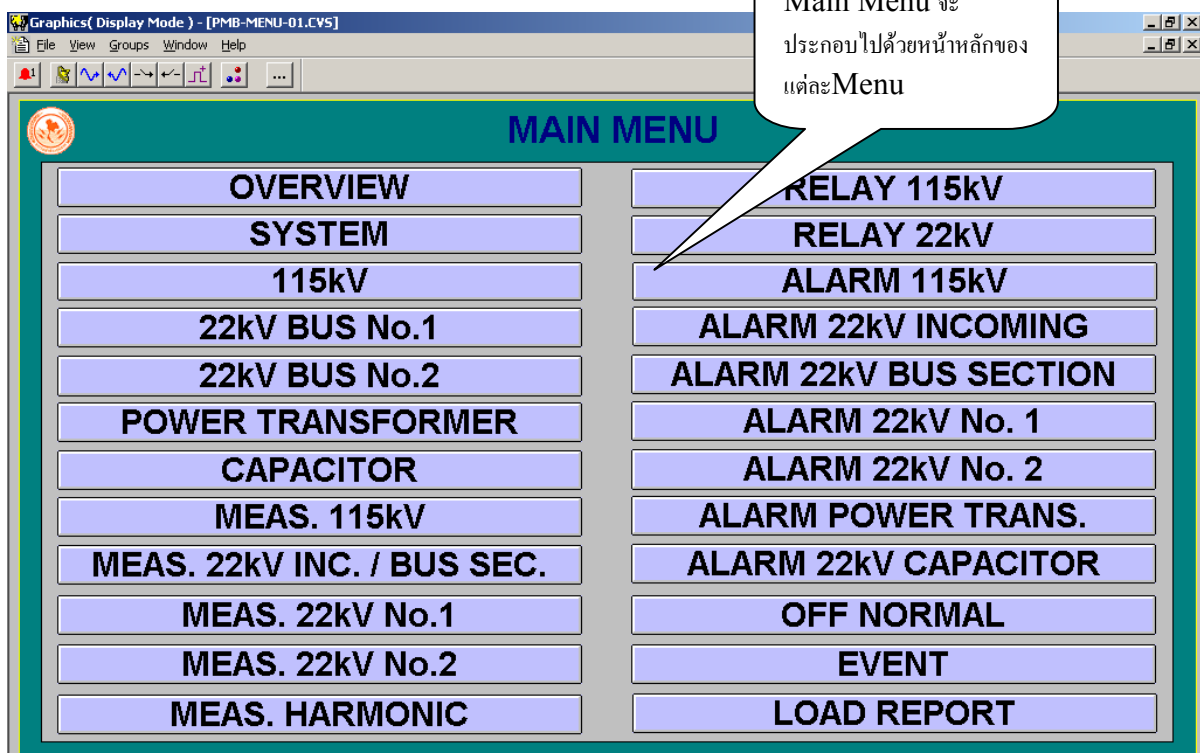 Graphics( Display Mode ) - [PMB-MENU-01.CVS]
File View Groups Window Help
Main Menu จะ
ประกอบไปด้วยหน้าหลักของ
แต่ละMenu
MAIN MENU
OVERVIEW
SYSTEM
115kV
22kV BUS No.1
22kV BUS No.2
POWER TRANSFORMER
CAPACITOR
MEAS. 115kV
MEAS. 22kV INC. / BUS SEC.
MEAS. 22kV No.1
MEAS. 22kV No.2
MEAS. HARMONIC
RELAY 115kV
RELAY 22kV
ALARM 115kV
ALARM 22kV INCOMING
ALARM 22kV BUS SECTION
ALARM 22kV No. 1
ALARM 22kV No. 2
ALARM POWER TRANS.
ALARM 22kV CAPACITOR
OFF NORMAL
EVENT
LOAD REPORT